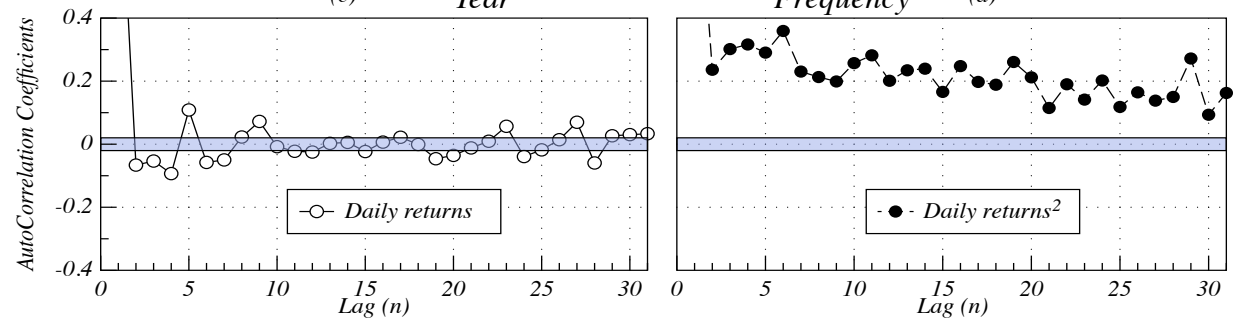 (c) Year
Frequency (d)
AutoCorrelation Coefficients
0.4
0.2
0
-0.2
-0.4
Daily returns
0 5 10 15 20 25 30
Lag (n)
Daily returns²
0 5 10 15 20 25 30
Lag (n)